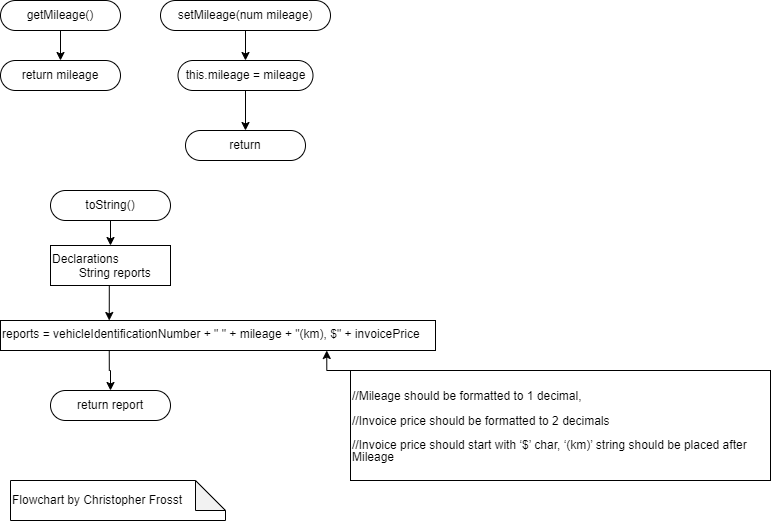 getMileage()
setMileage(num mileage)
return mileage
this.mileage = mileage
return
toString()
Declarations
String reports
reports = vehicleIdentificationNumber + " " + mileage + "(km), $" + invoicePrice
return report
//Mileage should be formatted to 1 decimal,
//Invoice price should be formatted to 2 decimals
//Invoice price should start with ‘$’ char, ‘(km)’ string should be placed after
Mileage
Flowchart by Christopher Frosst